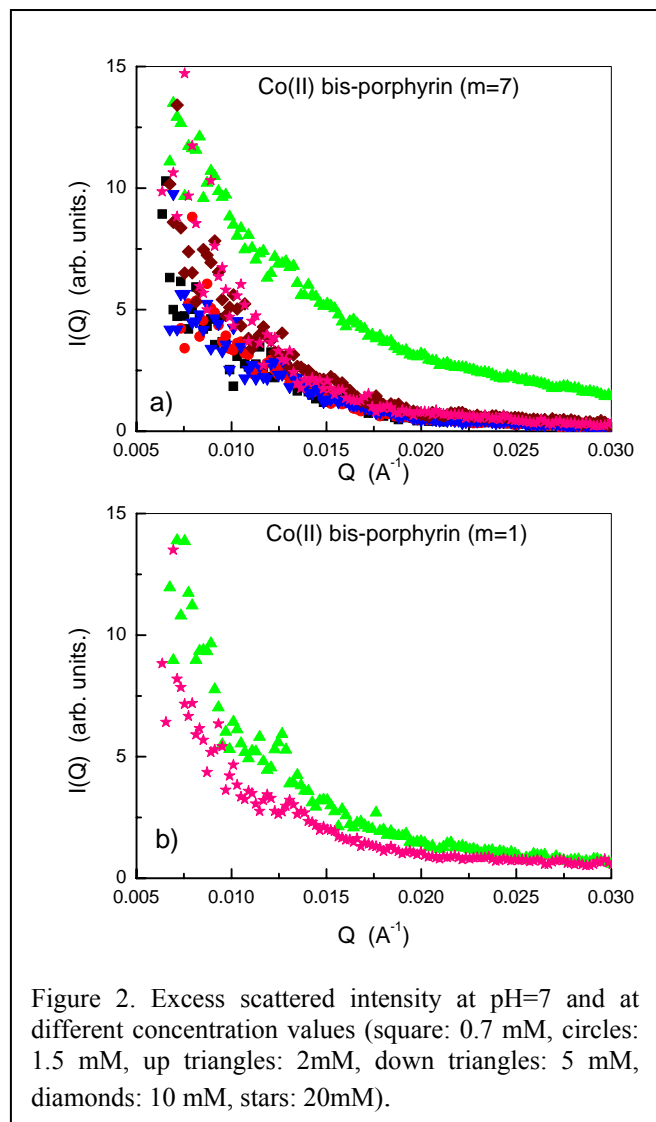 Co(II) bis-porphyrin (m=7)
15
10
5
0
I(Q) (arb. units.)
a)
0.005 0.010 0.015 0.020 0.025 0.030
Q (A-1)
Co(II) bis-porphyrin (m=1)
15
10
5
0
I(Q) (arb. units.)
b)
0.005 0.010 0.015 0.020 0.025 0.030
Q (A-1)
Figure 2. Excess scattered intensity at pH=7 and at
different concentration values (square: 0.7 mM, circles:
1.5 mM, up triangles: 2mM, down triangles: 5 mM,
diamonds: 10 mM, stars: 20mM).